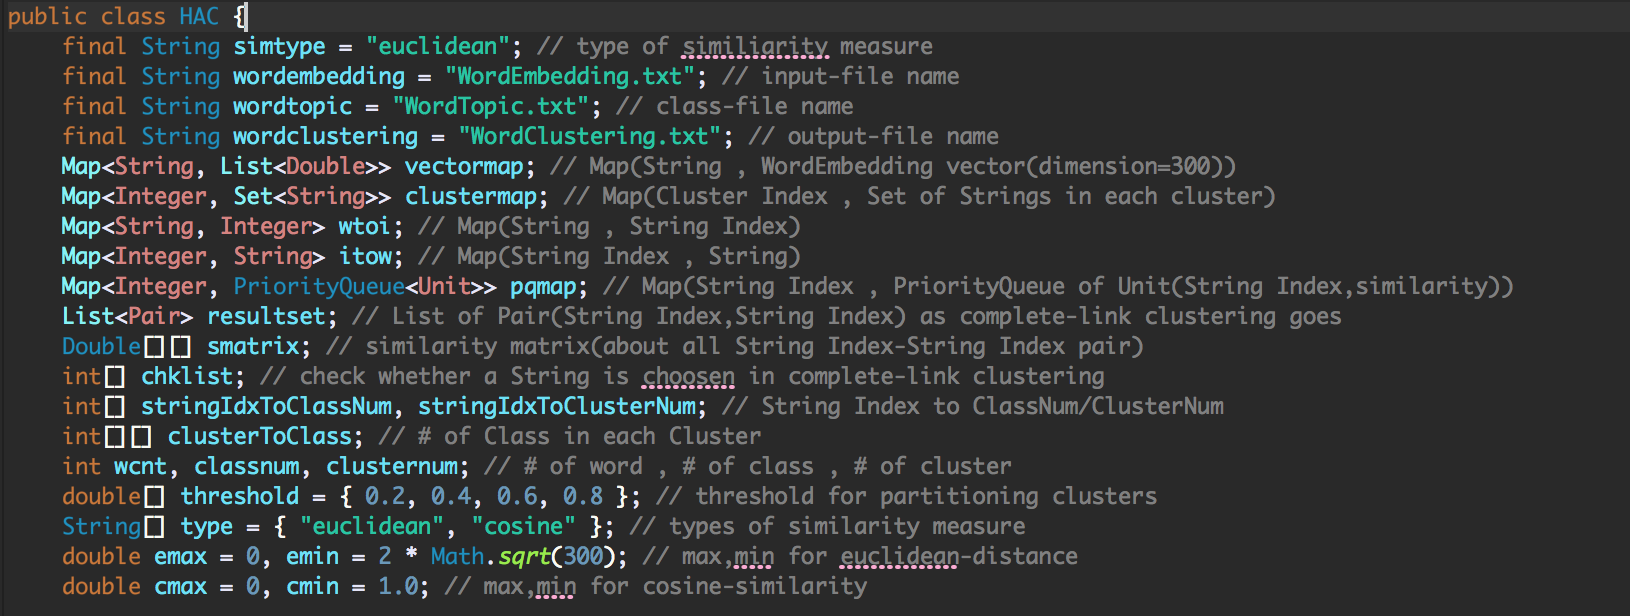 public class HAC {
final String simtype = "euclidean"; // type of similiarity measure
final String wordembedding = "WordEmbedding.txt"; // input-file name
final String wordtopic = "WordTopic.txt"; // class-file name
final String wordclustering = "WordClustering.txt"; // output-file name
Map<String, List<Double>> vectormap; // Map(String , WordEmbedding vector(dimension=300))
Map<Integer, Set<String>> clustermap; // Map(Cluster Index , Set of Strings in each cluster)
Map<String, Integer> wtoi; // Map(String , String Index)
Map<Integer, String> itow; // Map(String Index , String)
Map<Integer, PriorityQueue<Unit>> pqmap; // Map(String Index , PriorityQueue of Unit(String Index,similarity))
List<Pair> resultset; // List of Pair(String Index,String Index) as complete-link clustering goes
Double[][] smatrix; // similarity matrix(about all String Index-String Index pair)
int[] chklist; // check whether a String is choosen in complete-link clustering
int[] stringIdxToClassNum, stringIdxToClusterNum; // String Index to ClassNum/ClusterNum
int[][] clusterToClass; // # of Class in each Cluster
int wcnt, classnum, clusternum; // # of word , # of class , # of cluster
double[] threshold = { 0.2, 0.4, 0.6, 0.8 }; // threshold for partitioning clusters
String[] type = { "euclidean", "cosine" }; // types of similarity measure
double emax = 0, emin = 2 * Math.sqrt(300); // max,min for euclidean-distance
double cmax = 0, cmin = 1.0; // max,min for cosine-similarity